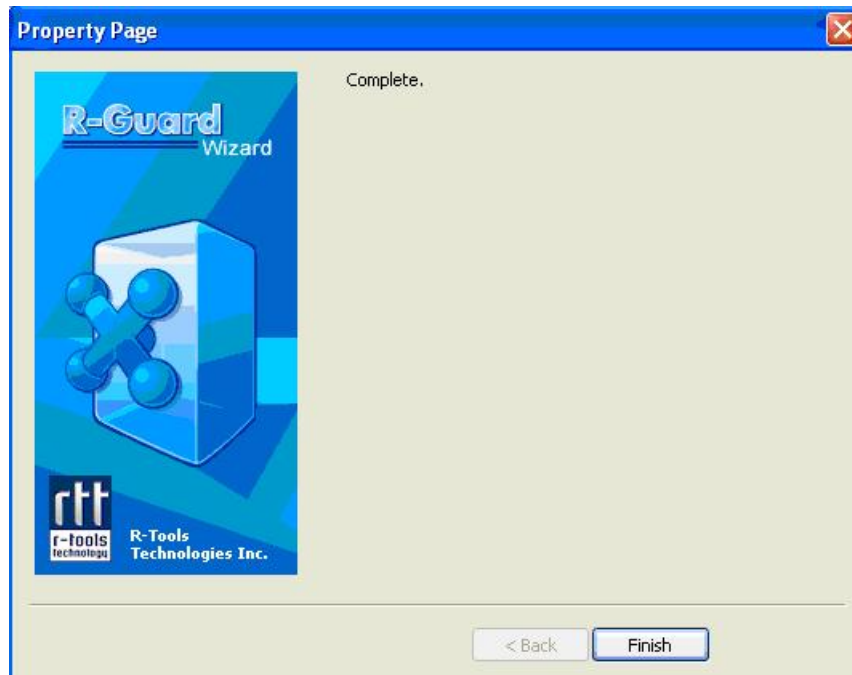 Property Page
Complete.
R-Guard
Wizard
rtt
r-tools
technology
R-Tools
Technologies Inc.
< Back
Finish